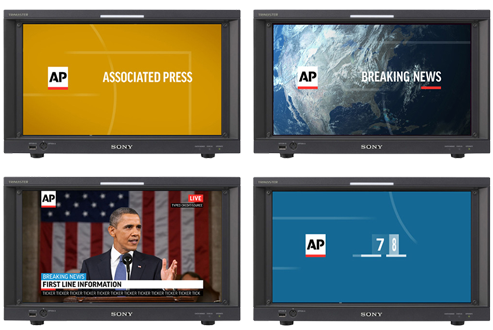 AP
ASSOCIATED PRESS
SONY
AP
BREAKING NEWS
SONY
AP
LIVE
BREAKING NEWS
FIRST LINE INFORMATION
TICKER TICKER TICKER TICKER TICKER TICKER TICKER TICKER
SONY
AP
7 8
SONY